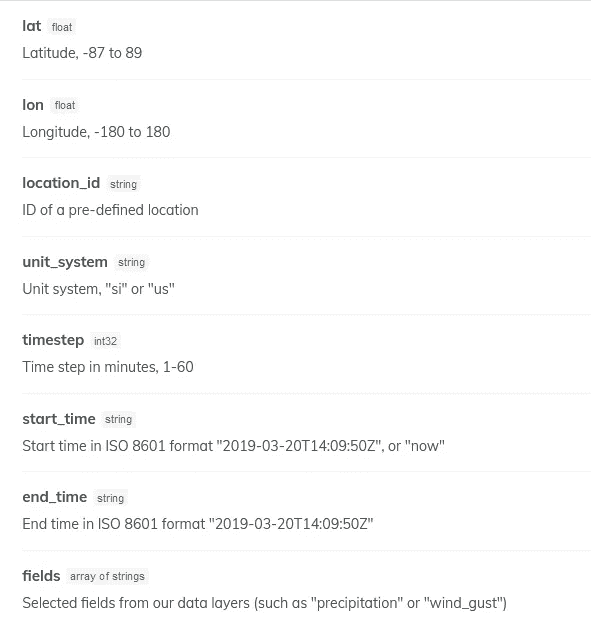 lat float
Latitude, -87 to 89
lon float
Longitude, -180 to 180
location_id string
ID of a pre-defined location
unit_system string
Unit system, "si" or "us"
timestep int32
Time step in minutes, 1-60
start_time string
Start time in ISO 8601 format "2019-03-20T14:09:50Z", or "now"
end_time string
End time in ISO 8601 format "2019-03-20T14:09:50Z"
fields array of strings
Selected fields from our data layers (such as "precipitation" or "wind_gust")